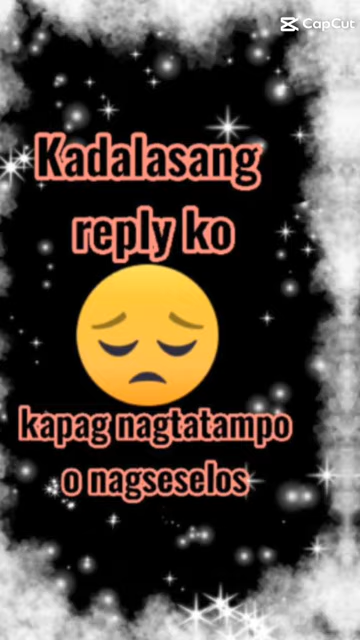 CapCut
Kadalasang
reply ko
kapag nagtatampo
o nagseselos